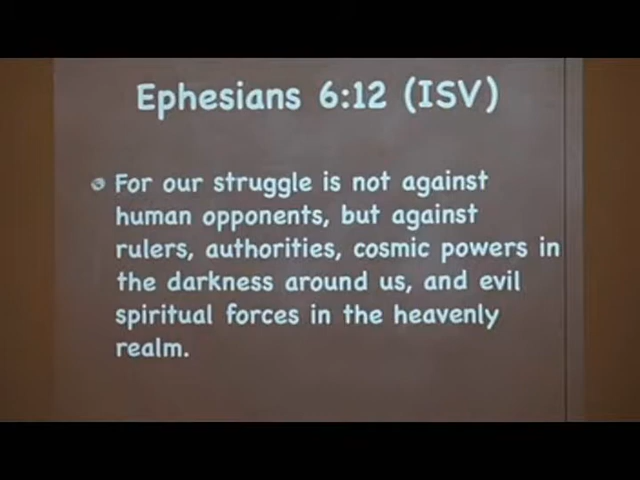 Ephesians 6:12 (ISV)
For our struggle is not against
human opponents, but against
rulers, authorities, cosmic powers in
the darkness around us, and evil
spiritual forces in the heavenly
realm.